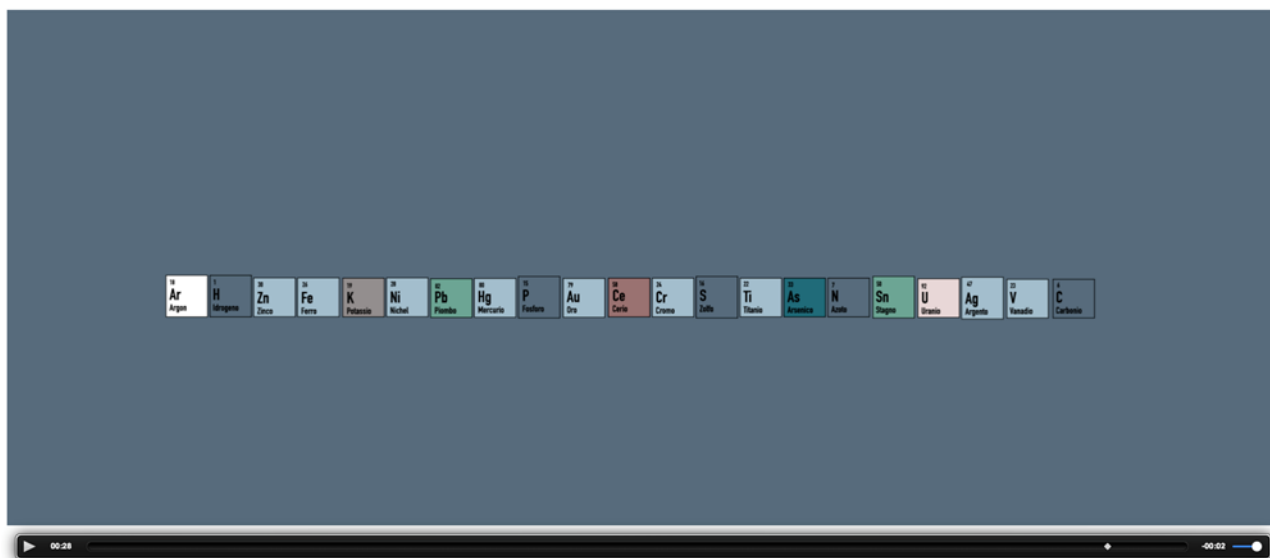 18
Ar
Argon
1
H
Idrogeno
30
Zn
Zinco
26
Fe
Ferro
19
K
Potassio
28
Ni
Nichel
82
Pb
Piombo
80
Hg
Mercurio
15
P
Fosforo
79
Au
Oro
58
Ce
Cerio
24
Cr
Cromo
16
S
Zolfo
22
Ti
Titanio
33
As
Arsenico
7
N
Azoto
50
Sn
Stagno
92
U
Uranio
47
Ag
Argento
23
V
Vanadio
6
C
Carbonio
00:28
-00:02